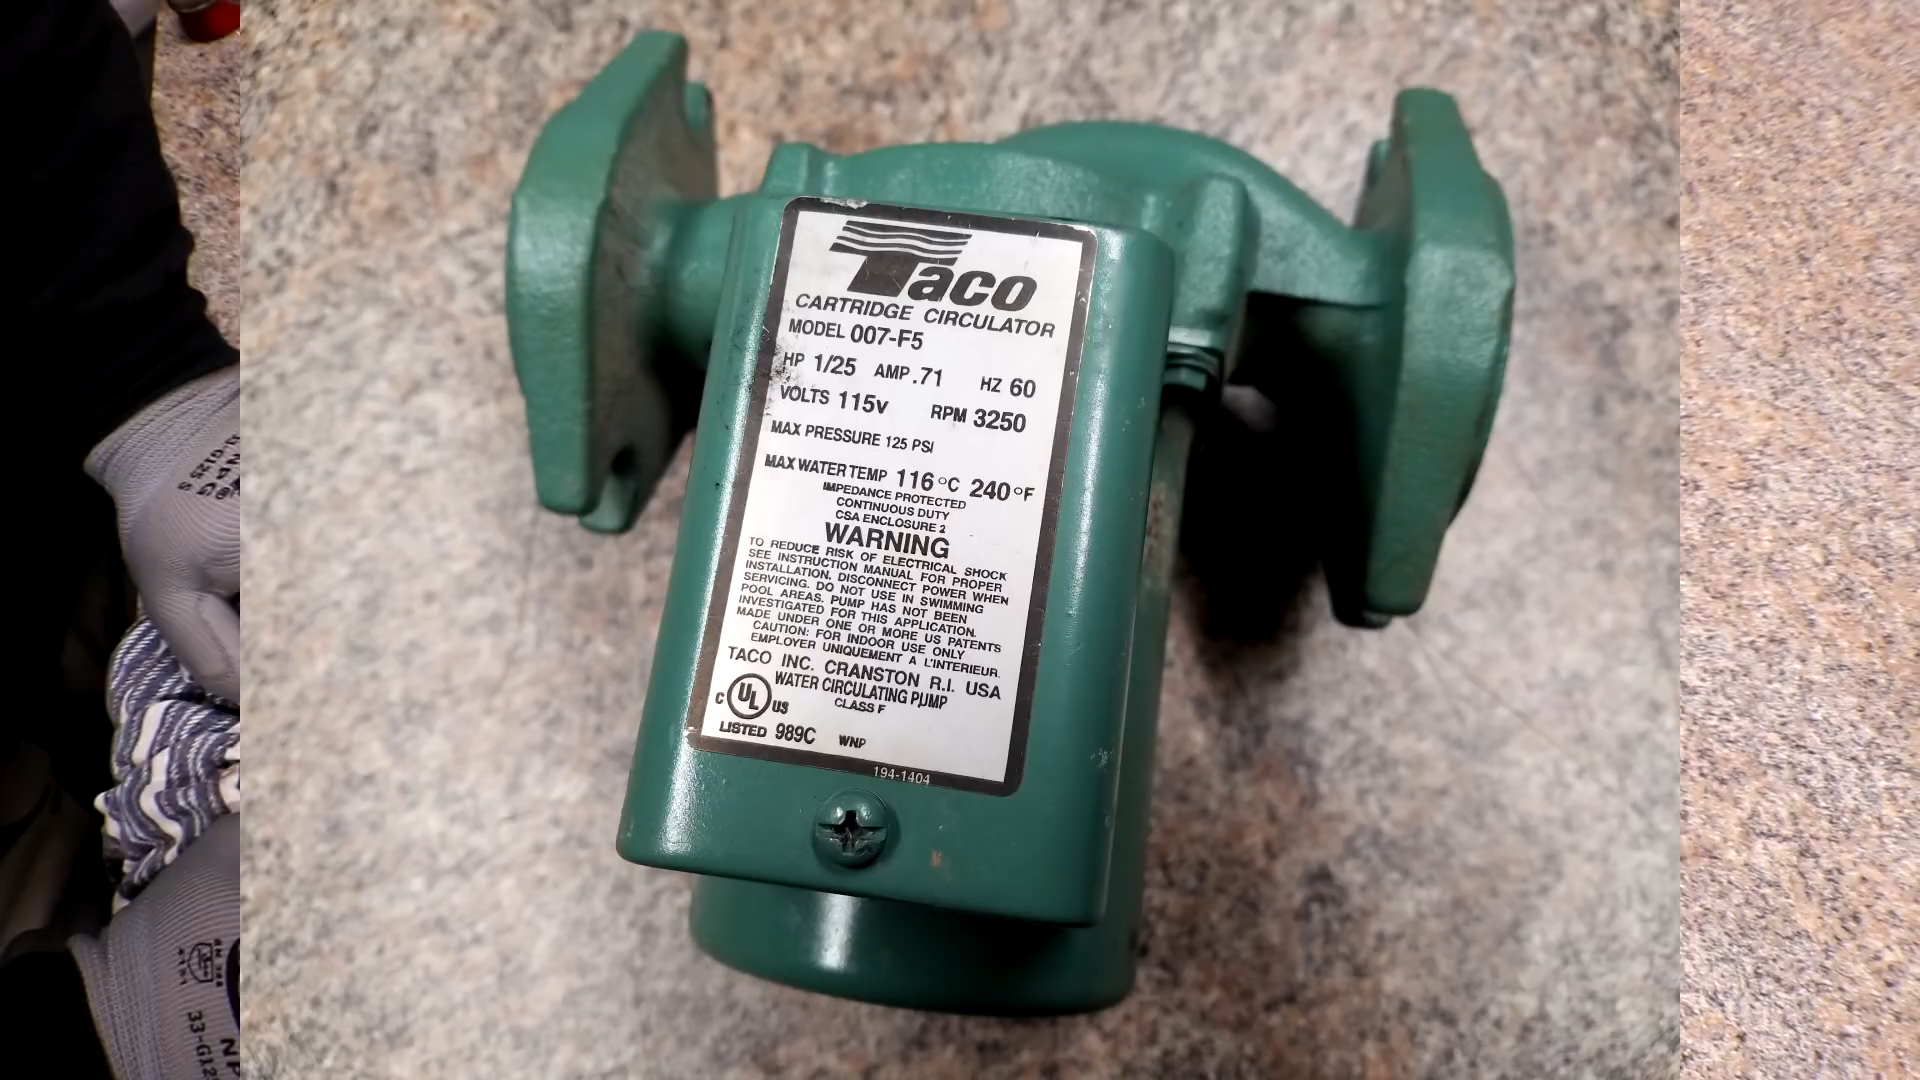 Taco
CARTRIDGE CIRCULATOR
MODEL 007-F5
HP 1/25 AMP .71 HZ 60
VOLTS 115v RPM 3250
MAX PRESSURE 125 PSI
MAX WATER TEMP 116°C 240°F
IMPEDANCE PROTECTED
CONTINUOUS DUTY
CSA ENCLOSURE 2
WARNING
TO REDUCE RISK OF ELECTRICAL SHOCK
SEE INSTRUCTION MANUAL FOR PROPER
INSTALLATION. DISCONNECT POWER WHEN
SERVICING. DO NOT USE IN SWIMMING
POOL AREAS. PUMP HAS NOT BEEN
INVESTIGATED FOR THIS APPLICATION.
MADE UNDER ONE OR MORE US PATENTS
CAUTION: FOR INDOOR USE ONLY
EMPLOYER UNIQUEMENT A L'INTERIEUR.
TACO INC. CRANSTON R.I. USA
C UL US WATER CIRCULATING PUMP
CLASS F
LISTED 989C WNP
194-1404
33-G12